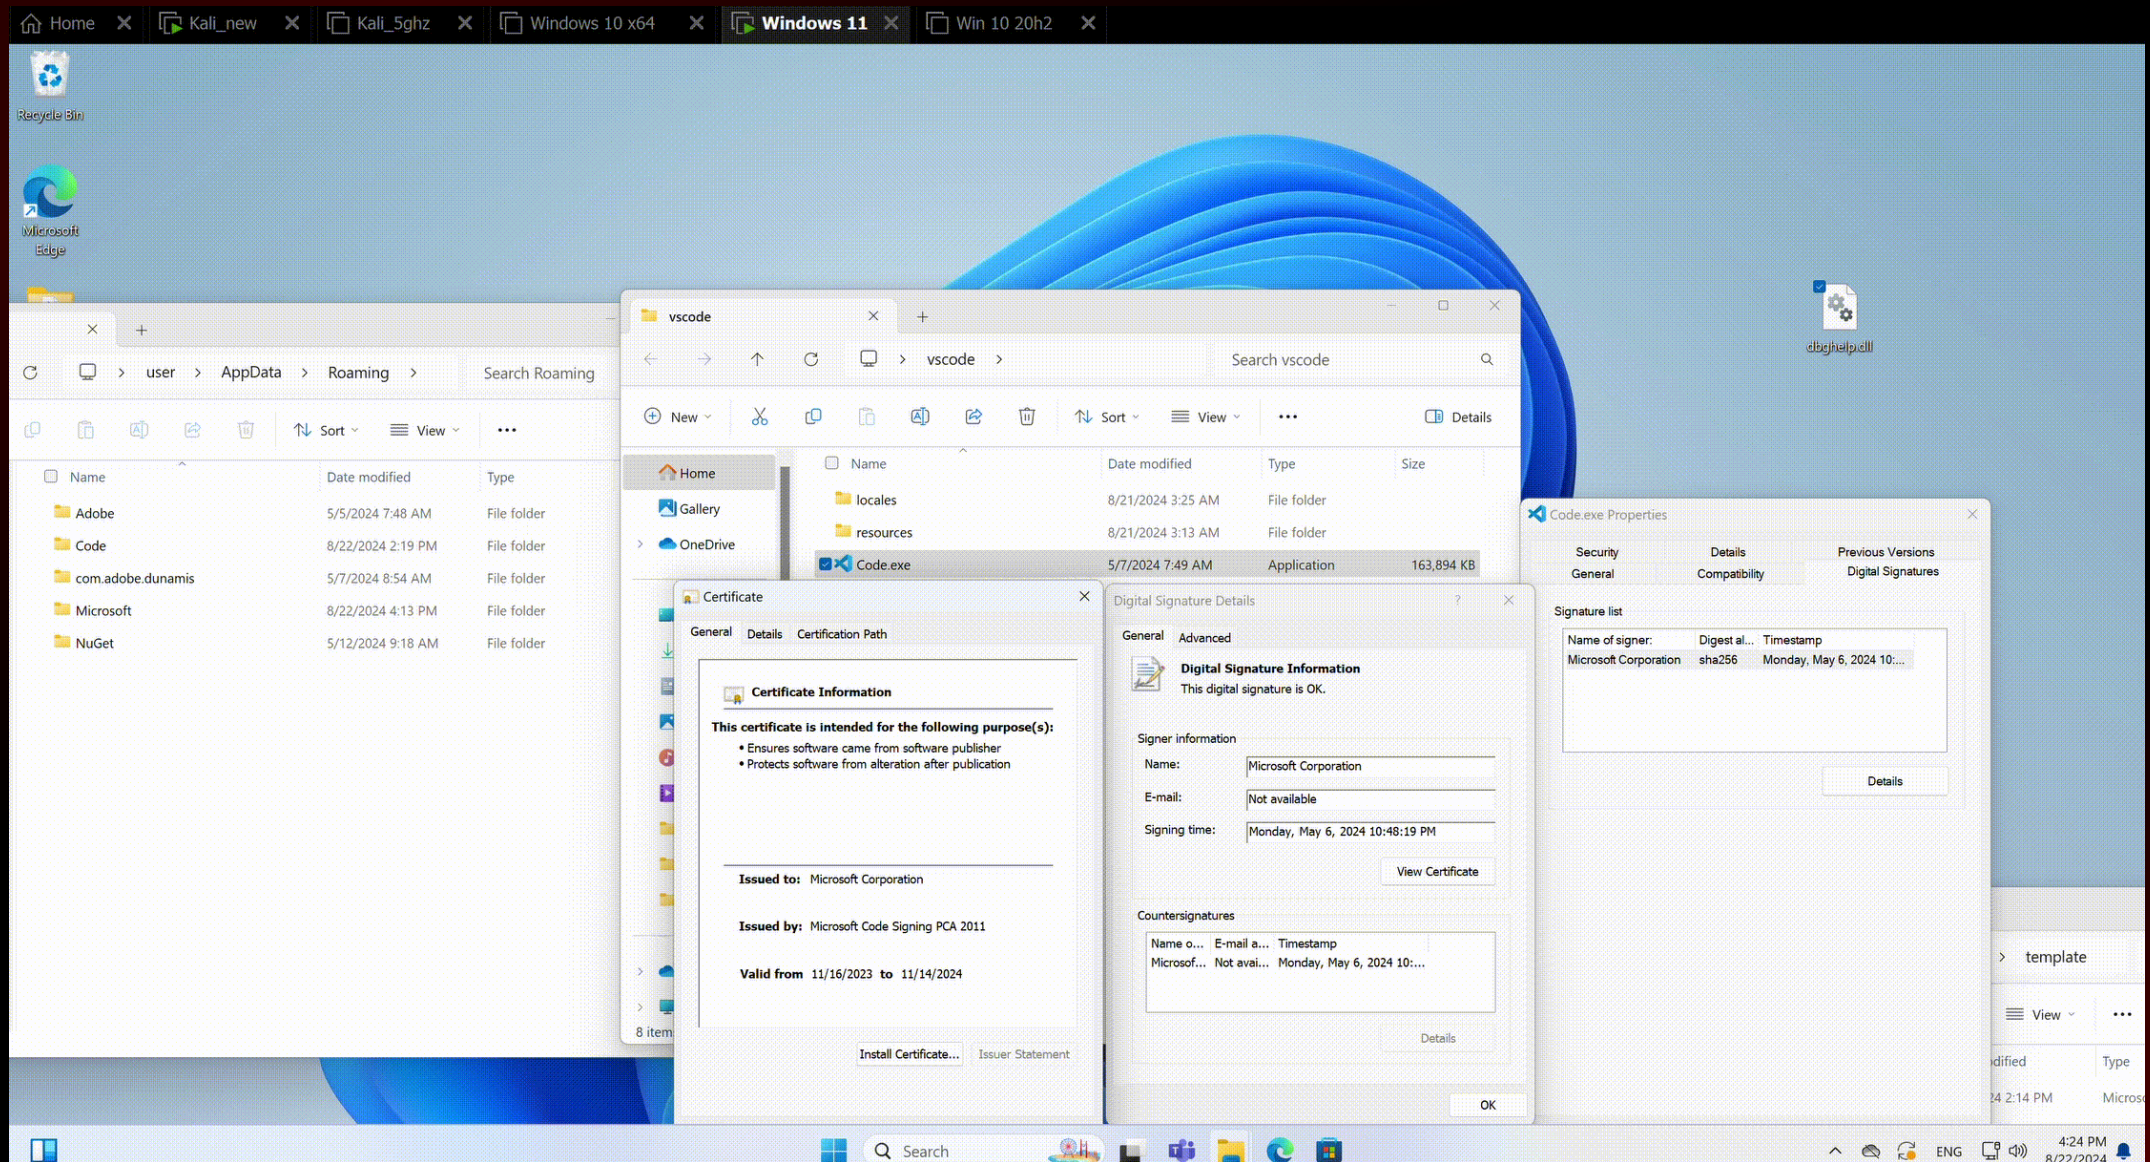 Home
Kali_new
Kali_5ghz
Windows 10 x64
Windows 11
Win 10 20h2
Recycle Bin
Microsoft
Edge
dbghelp.dll
user
AppData
Roaming
Search Roaming
Sort
View
Name
Date modified
Type
Adobe
5/5/2024 7:48 AM
File folder
Code
8/22/2024 2:19 PM
File folder
com.adobe.dunamis
5/7/2024 8:54 AM
File folder
Microsoft
8/22/2024 4:13 PM
File folder
NuGet
5/12/2024 9:18 AM
File folder
vscode
vscode
Search vscode
New
Sort
View
Details
Home
Gallery
OneDrive
Name
Date modified
Type
Size
locales
8/21/2024 3:25 AM
File folder
resources
8/21/2024 3:13 AM
File folder
Code.exe
5/7/2024 7:49 AM
Application
163,894 KB
8 item
Certificate
General
Details
Certification Path
Certificate Information
This certificate is intended for the following purpose(s):
• Ensures software came from software publisher
• Protects software from alteration after publication
Issued to: Microsoft Corporation
Issued by: Microsoft Code Signing PCA 2011
Valid from 11/16/2023 to 11/14/2024
Install Certificate...
Issuer Statement
Digital Signature Details
?
General
Advanced
Digital Signature Information
This digital signature is OK.
Signer information
Name:
Microsoft Corporation
E-mail:
Not available
Signing time:
Monday, May 6, 2024 10:48:19 PM
View Certificate
Countersignatures
Name o...
E-mail a...
Timestamp
Microsof...
Not avai...
Monday, May 6, 2024 10:...
Details
OK
Code.exe Properties
Security
Details
Previous Versions
General
Compatibility
Digital Signatures
Signature list
Name of signer:
Digest al...
Timestamp
Microsoft Corporation
sha256
Monday, May 6, 2024 10:...
Details
template
View
dified
Type
24 2:14 PM
Micros
Search
ENG
4:24 PM
8/22/2024